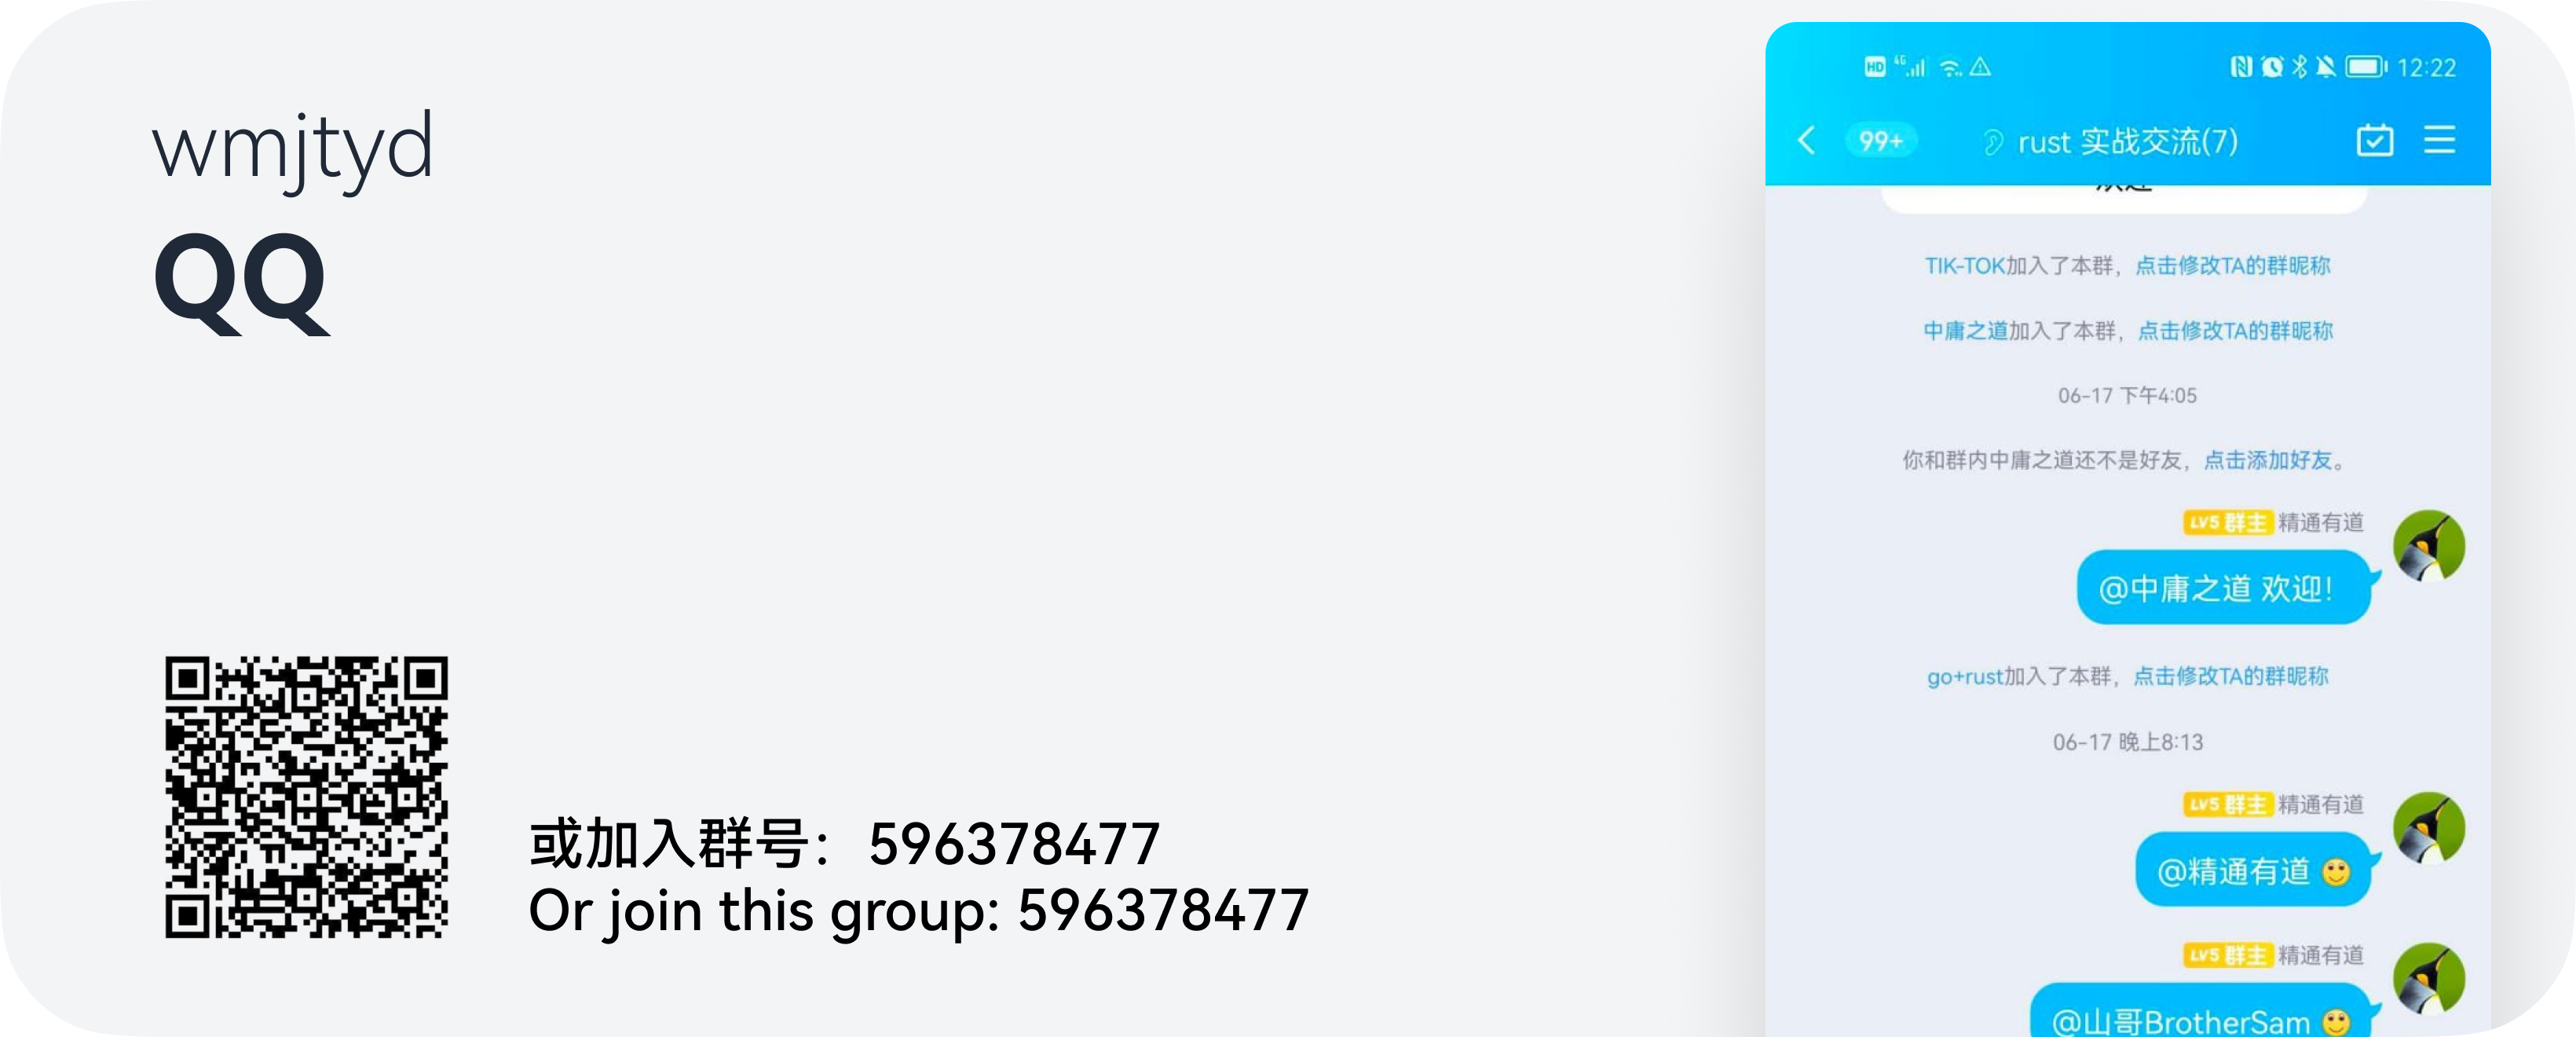 wmjtyd
QQ
或加入群号：596378477
Or join this group: 596378477
HD 4G 12:22
99+ rust 实战交流(7)
TIK-TOK加入了本群，点击修改TA的群昵称
中庸之道加入了本群，点击修改TA的群昵称
06-17 下午4:05
你和群内中庸之道还不是好友，点击添加好友。
LV5 群主 精通有道
@中庸之道 欢迎！
go+rust加入了本群，点击修改TA的群昵称
06-17 晚上8:13
LV5 群主 精通有道
@精通有道
LV5 群主 精通有道
@山哥BrotherSam